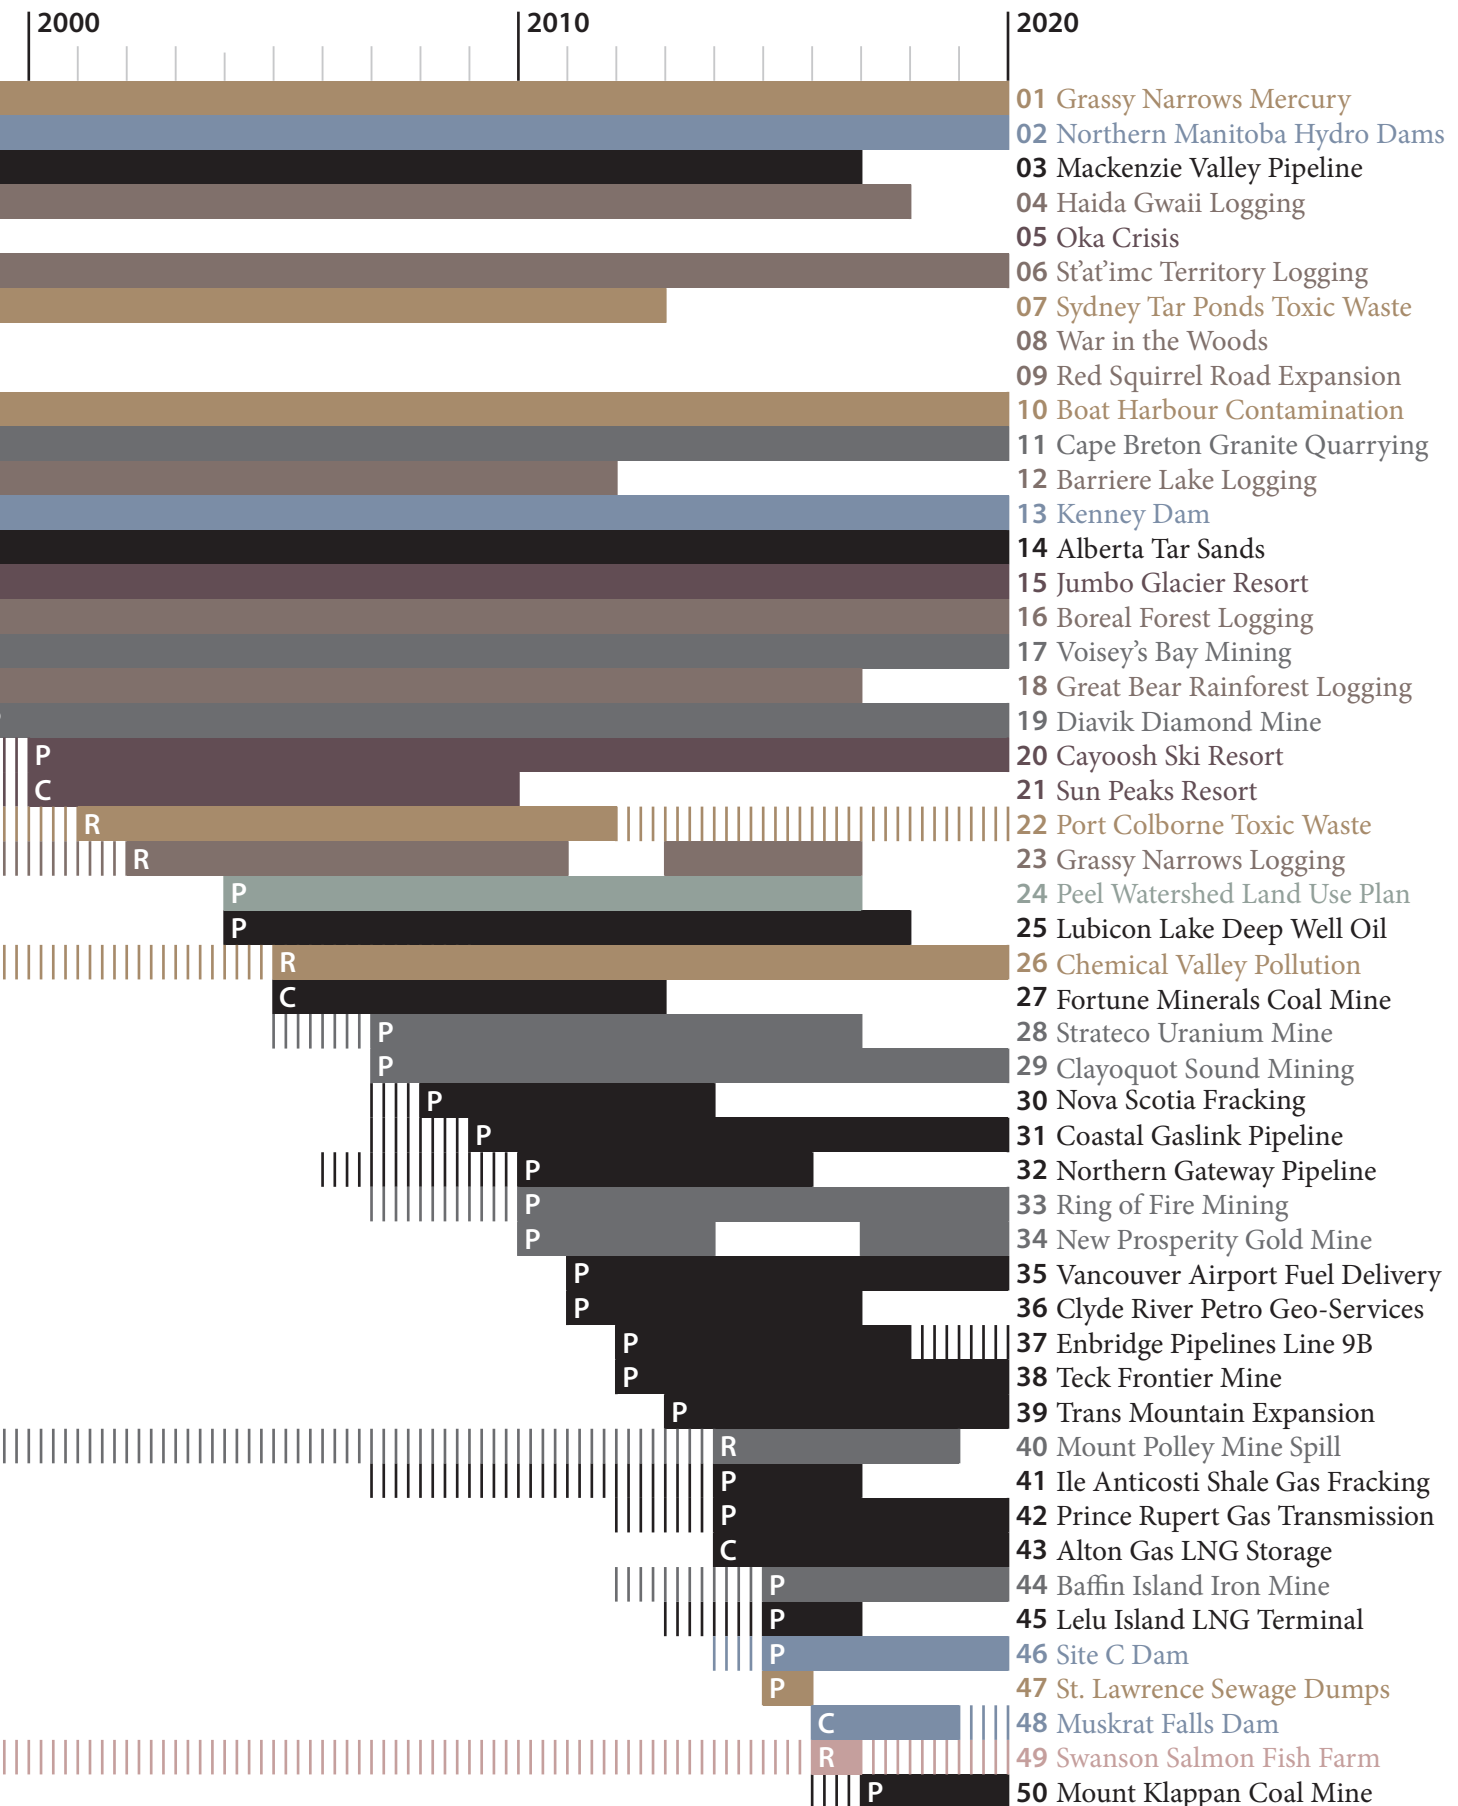 2000 2010 2020
01 Grassy Narrows Mercury
02 Northern Manitoba Hydro Dams
03 Mackenzie Valley Pipeline
04 Haida Gwaii Logging
05 Oka Crisis
06 St'at'imc Territory Logging
07 Sydney Tar Ponds Toxic Waste
08 War in the Woods
09 Red Squirrel Road Expansion
10 Boat Harbour Contamination
11 Cape Breton Granite Quarrying
12 Barriere Lake Logging
13 Kenney Dam
14 Alberta Tar Sands
15 Jumbo Glacier Resort
16 Boreal Forest Logging
17 Voisey's Bay Mining
18 Great Bear Rainforest Logging
19 Diavik Diamond Mine
P 20 Cayoosh Ski Resort
C 21 Sun Peaks Resort
R 22 Port Colborne Toxic Waste
R 23 Grassy Narrows Logging
P 24 Peel Watershed Land Use Plan
P 25 Lubicon Lake Deep Well Oil
R 26 Chemical Valley Pollution
C 27 Fortune Minerals Coal Mine
P 28 Strateco Uranium Mine
P 29 Clayoquot Sound Mining
P 30 Nova Scotia Fracking
P 31 Coastal Gaslink Pipeline
P 32 Northern Gateway Pipeline
P 33 Ring of Fire Mining
P 34 New Prosperity Gold Mine
P 35 Vancouver Airport Fuel Delivery
P 36 Clyde River Petro Geo-Services
P 37 Enbridge Pipelines Line 9B
P 38 Teck Frontier Mine
P 39 Trans Mountain Expansion
R 40 Mount Polley Mine Spill
P 41 Ile Anticosti Shale Gas Fracking
P 42 Prince Rupert Gas Transmission
C 43 Alton Gas LNG Storage
P 44 Baffin Island Iron Mine
P 45 Lelu Island LNG Terminal
P 46 Site C Dam
P 47 St. Lawrence Sewage Dumps
C 48 Muskrat Falls Dam
R 49 Swanson Salmon Fish Farm
P 50 Mount Klappan Coal Mine